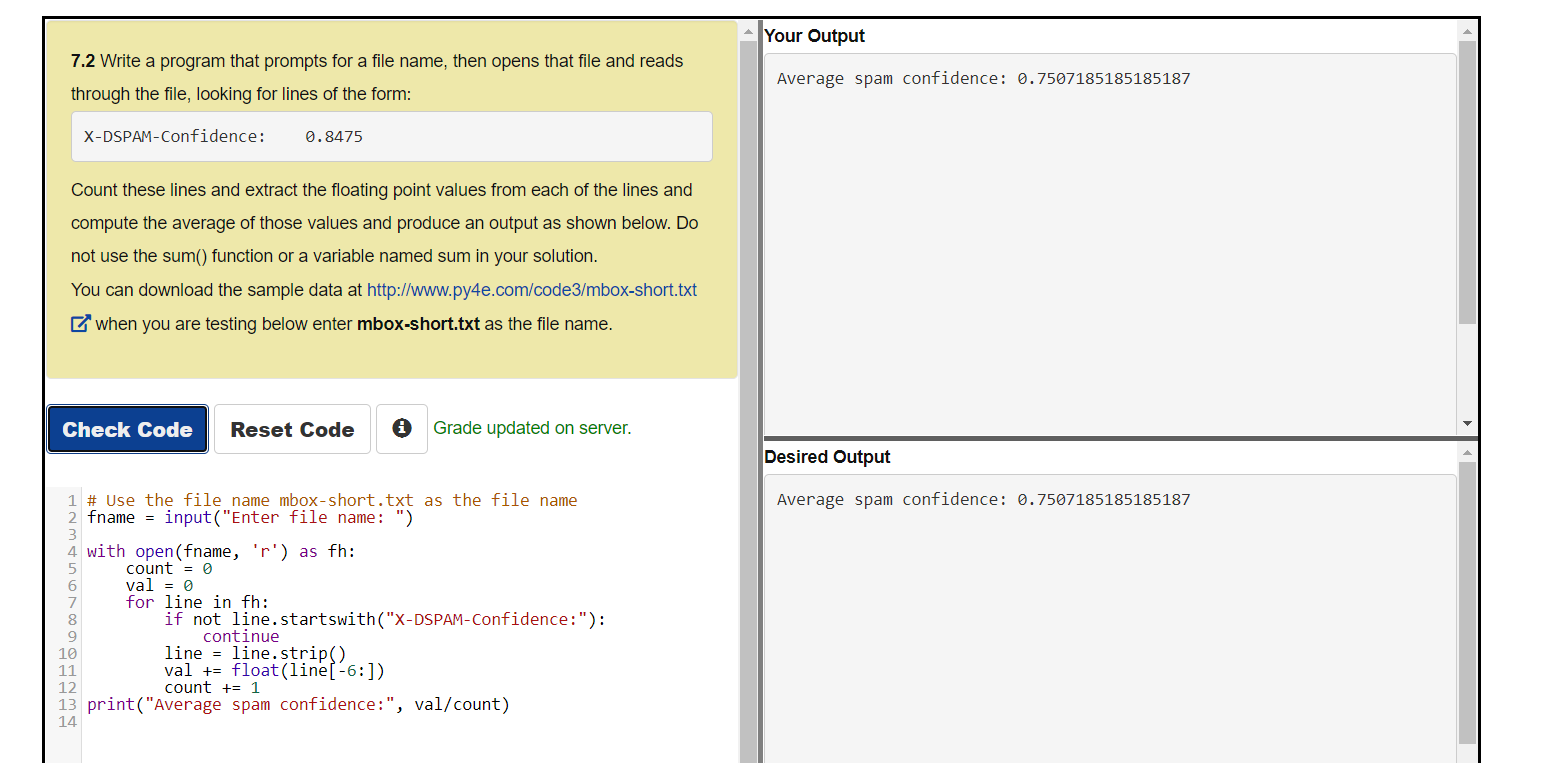 7.2 Write a program that prompts for a file name, then opens that file and reads
through the file, looking for lines of the form:
X-DSPAM-Confidence:    0.8475
Count these lines and extract the floating point values from each of the lines and
compute the average of those values and produce an output as shown below. Do
not use the sum() function or a variable named sum in your solution.
You can download the sample data at http://www.py4e.com/code3/mbox-short.txt
when you are testing below enter mbox-short.txt as the file name.
Check Code Reset Code Grade updated on server.
1 # Use the file name mbox-short.txt as the file name
2 fname = input("Enter file name: ")
3
4 with open(fname, 'r') as fh:
5     count = 0
6     val = 0
7     for line in fh:
8         if not line.startswith("X-DSPAM-Confidence:"):
9             continue
10         line = line.strip()
11         val += float(line[-6:])
12         count += 1
13 print("Average spam confidence:", val/count)
14
Your Output
Average spam confidence: 0.7507185185185187
Desired Output
Average spam confidence: 0.7507185185185187